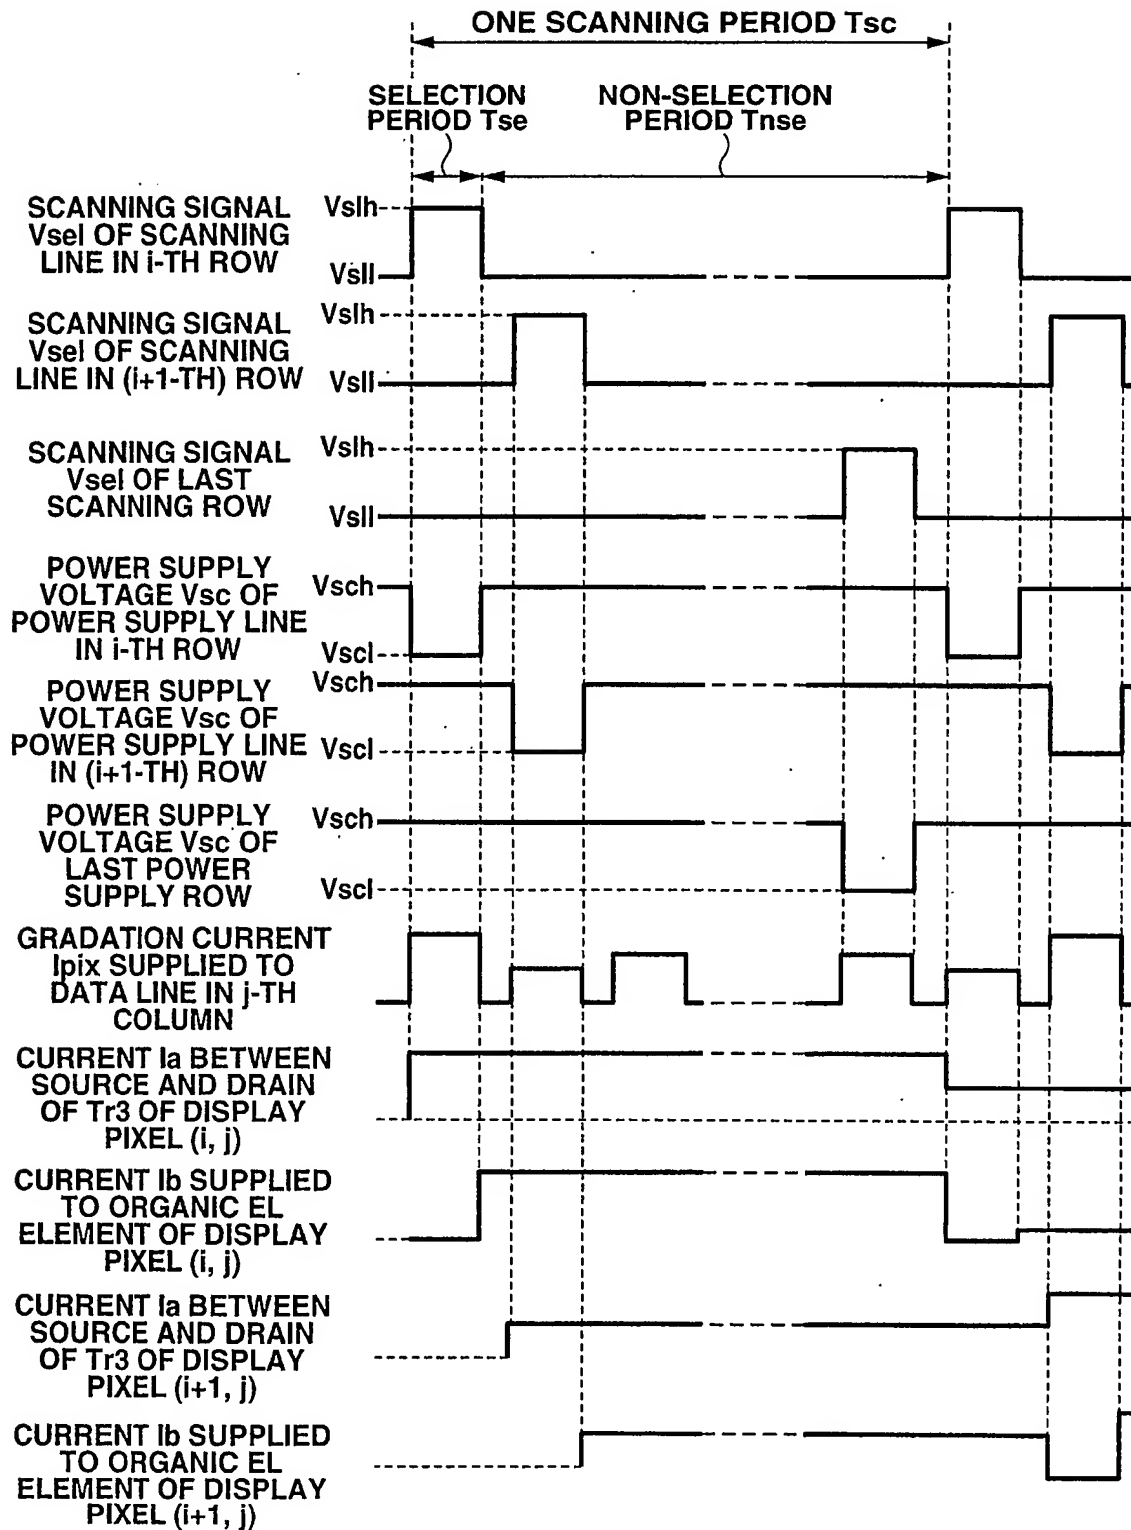 ONE SCANNING PERIOD Tsc
SELECTION
PERIOD Tse
NON-SELECTION
PERIOD Tnse
SCANNING SIGNAL
Vsel OF SCANNING
LINE IN i-TH ROW
Vslh
Vsll
SCANNING SIGNAL
Vsel OF SCANNING
LINE IN (i+1-TH) ROW
Vslh
Vsll
SCANNING SIGNAL
Vsel OF LAST
SCANNING ROW
Vslh
Vsll
POWER SUPPLY
VOLTAGE Vsc OF
POWER SUPPLY LINE
IN i-TH ROW
Vsch
Vscl
POWER SUPPLY
VOLTAGE Vsc OF
POWER SUPPLY LINE
IN (i+1-TH) ROW
Vsch
Vscl
POWER SUPPLY
VOLTAGE Vsc OF
LAST POWER
SUPPLY ROW
Vsch
Vscl
GRADATION CURRENT
Ipix SUPPLIED TO
DATA LINE IN j-TH
COLUMN
CURRENT Ia BETWEEN
SOURCE AND DRAIN
OF Tr3 OF DISPLAY
PIXEL (i, j)
CURRENT Ib SUPPLIED
TO ORGANIC EL
ELEMENT OF DISPLAY
PIXEL (i, j)
CURRENT Ia BETWEEN
SOURCE AND DRAIN
OF Tr3 OF DISPLAY
PIXEL (i+1, j)
CURRENT Ib SUPPLIED
TO ORGANIC EL
ELEMENT OF DISPLAY
PIXEL (i+1, j)